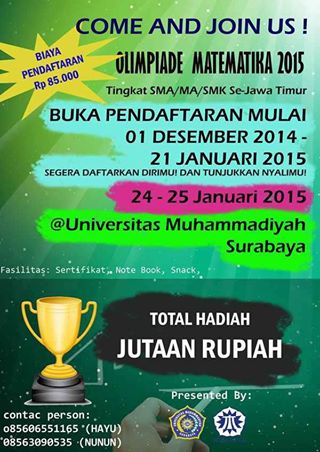 COME AND JOIN US !
BIAYA
PENDAFTARAN
Rp 85.000
OLIMPIADE MATEMATIKA 2015
Tingkat SMA/MA/SMK Se-Jawa Timur
BUKA PENDAFTARAN MULAI
01 DESEMBER 2014 -
21 JANUARI 2015
SEGERA DAFTARKAN DIRIMU! DAN TUNJUKKAN NYALIMU!
24 - 25 Januari 2015
@Universitas Muhammadiyah
Surabaya
Fasilitas: Sertifikat, Note Book, Snack,
TOTAL HADIAH
JUTAAN RUPIAH
Presented By:
contac person:
085606551165 (HAYU)
08563090535 (NUNUN)